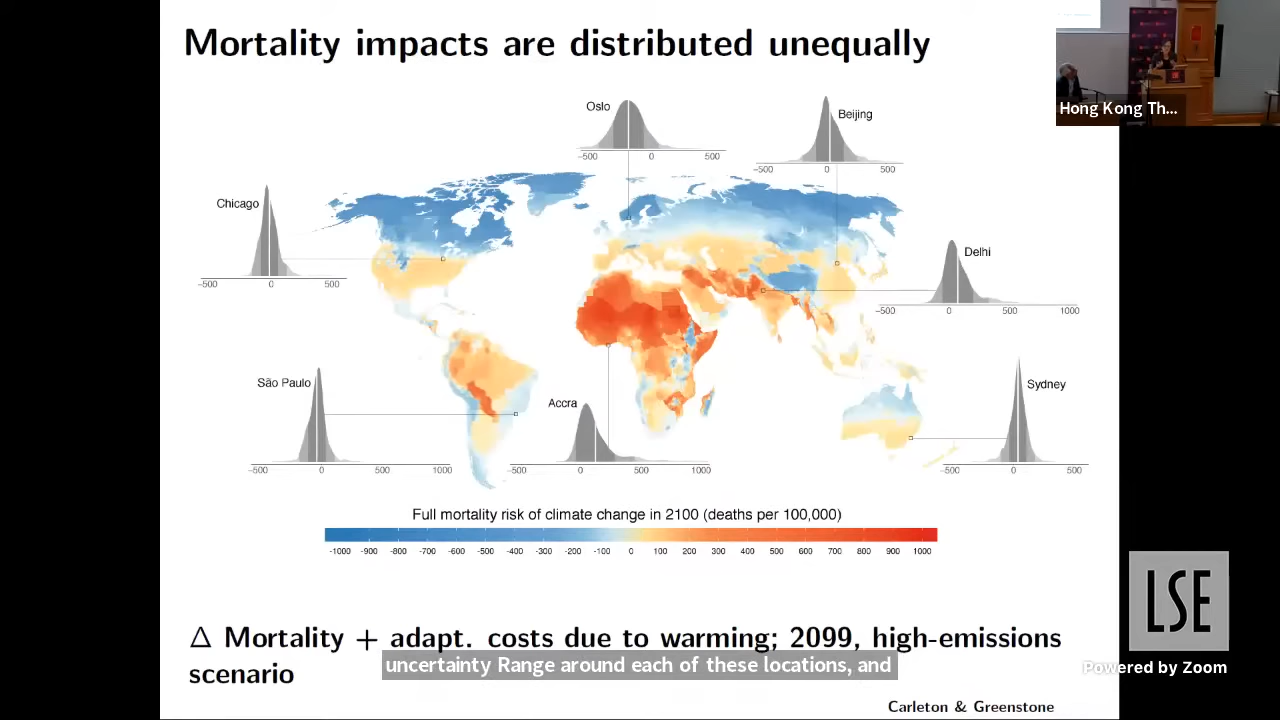 Mortality impacts are distributed unequally
Hong Kong Th...
Oslo
-500 0 500
Beijing
-500 0 500
Chicago
-500 0 500
Delhi
-500 0 500 1000
São Paulo
-500 0 500 1000
Accra
-500 0 500 1000
Sydney
-500 0 500
Full mortality risk of climate change in 2100 (deaths per 100,000)
-1000 -900 -800 -700 -600 -500 -400 -300 -200 -100 0 100 200 300 400 500 600 700 800 900 1000
Δ Mortality + adapt. costs due to warming; 2099, high-emissions
scenario
uncertainty Range around each of these locations, and
Carleton & Greenstone
LSE
Powered by Zoom